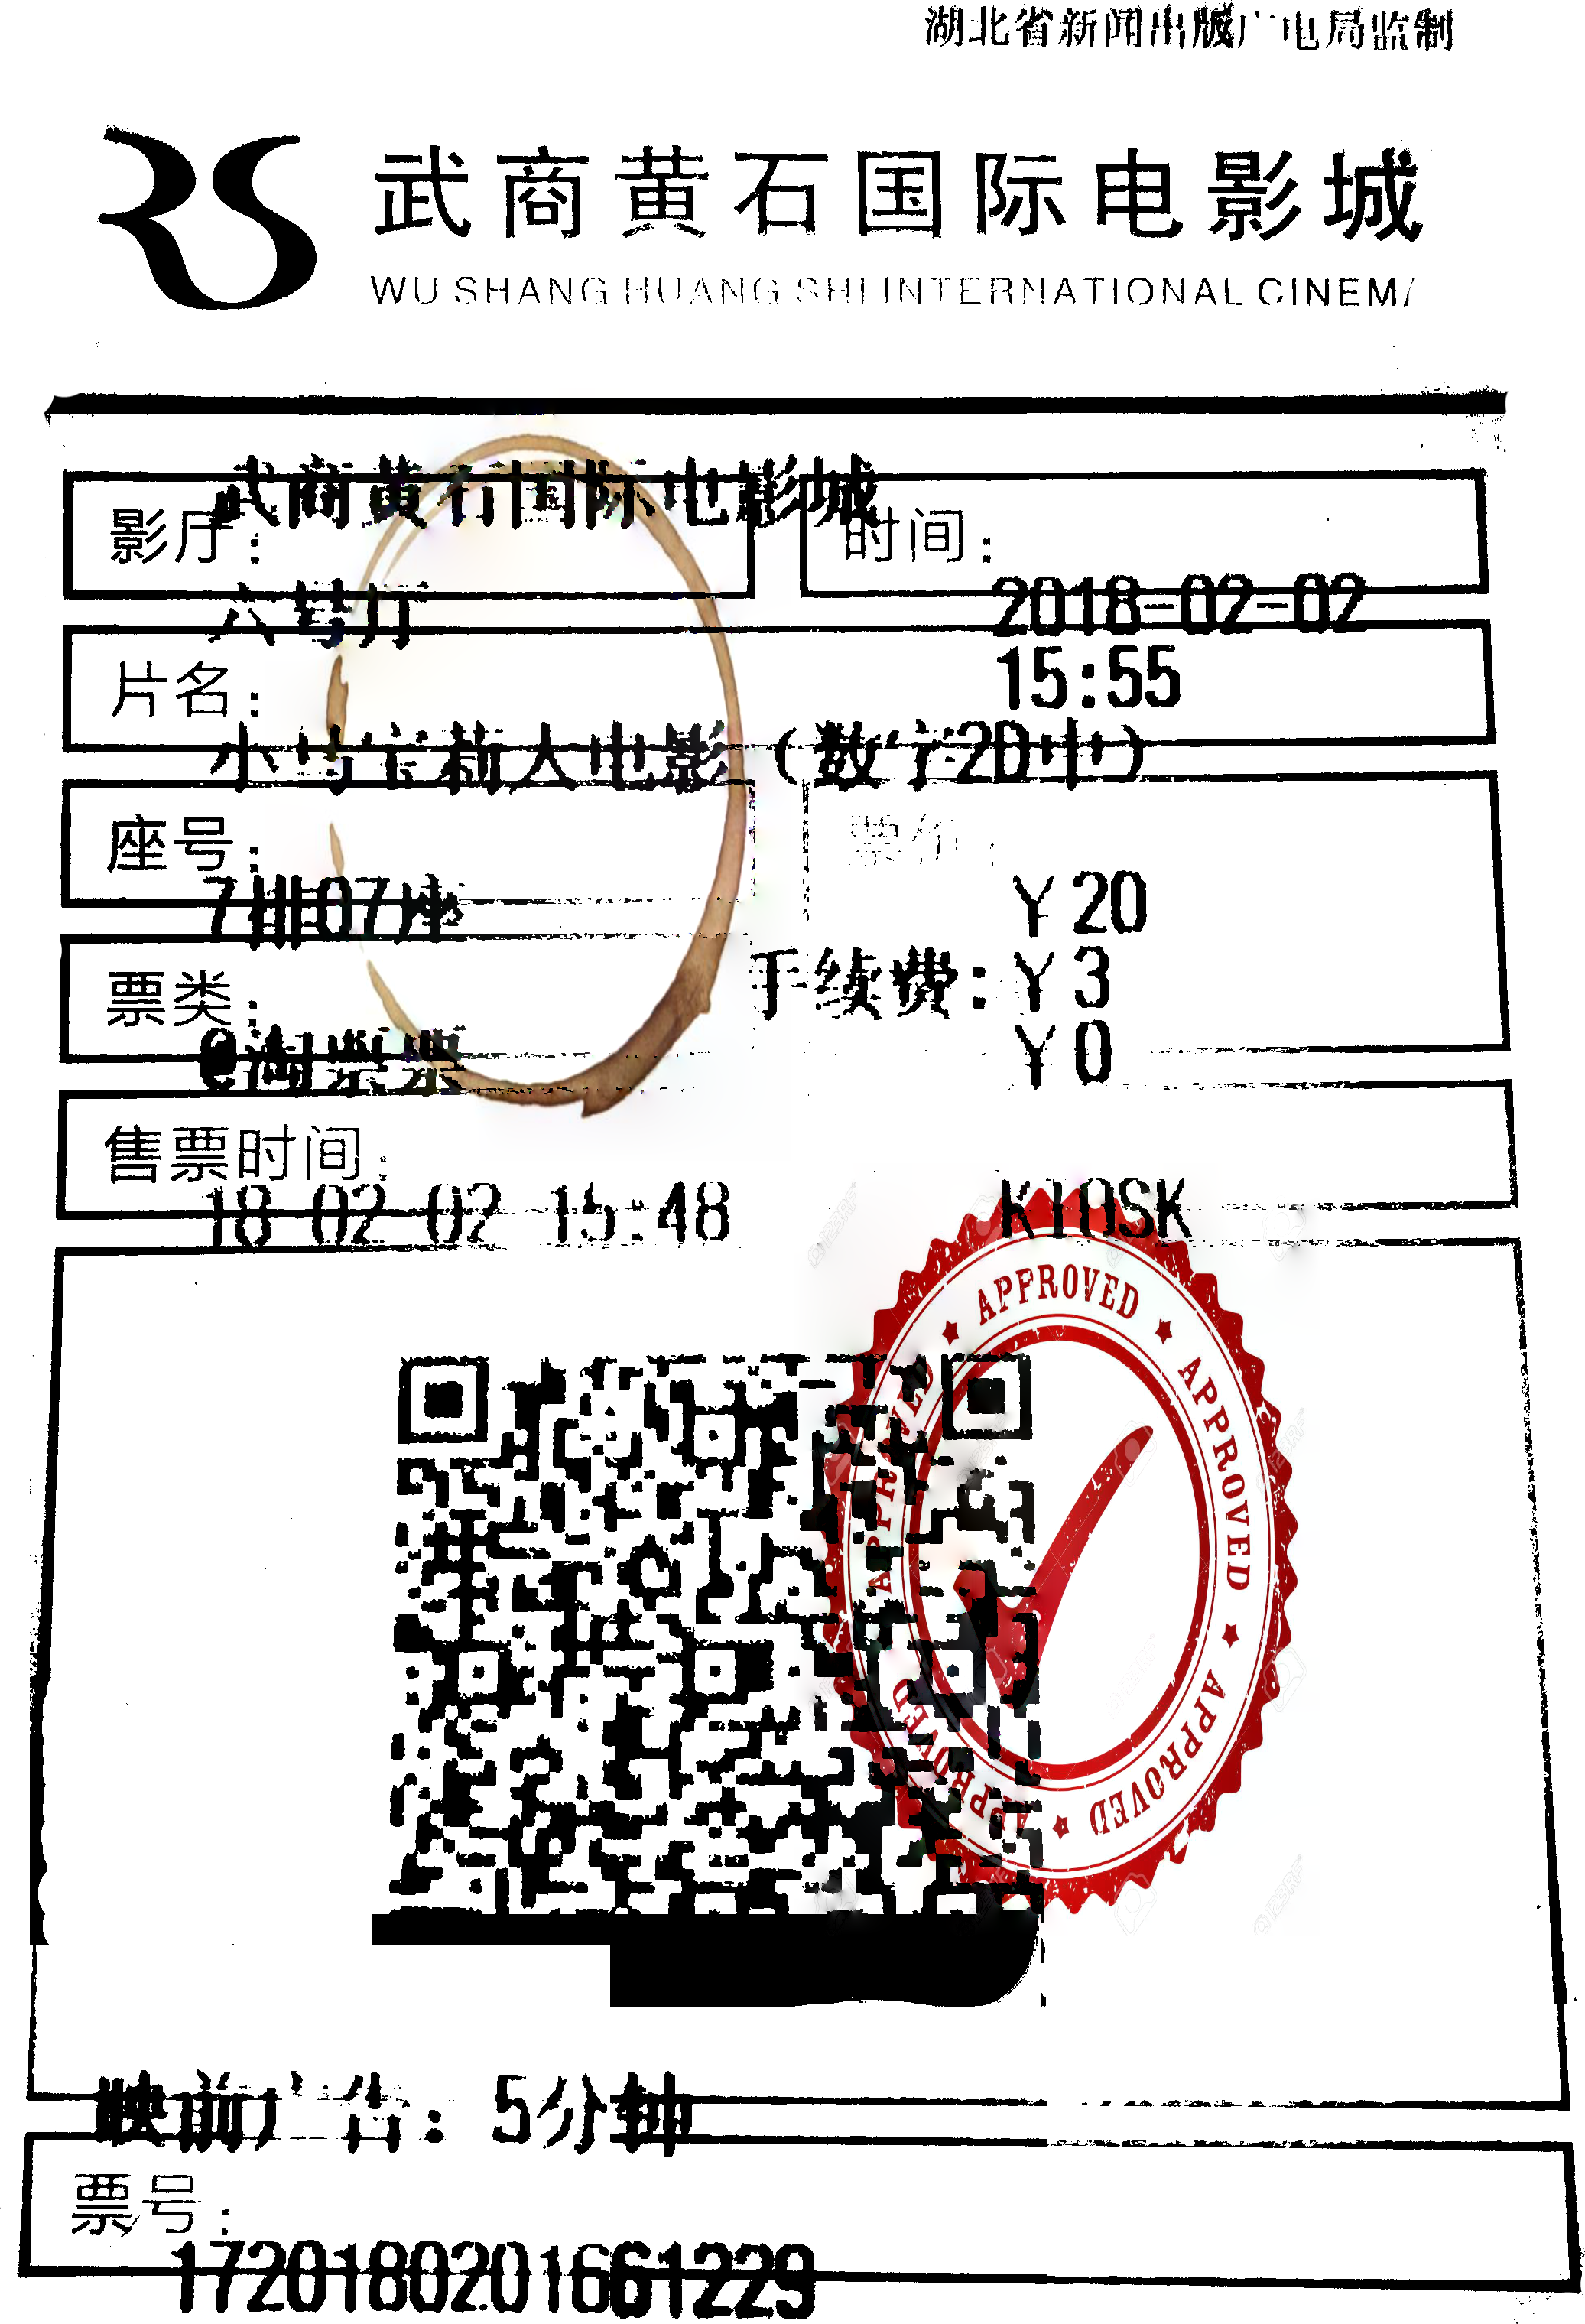 湖北省新闻出版广电局监制
武商黄石国际电影城
WU SHANG HUANG SHI INTERNATIONAL CINEM
武商黄石国际电影城
影厅：
时间：
六号厅
2018-02-02
15:55
片名：
小马宝莉大电影（数字2D中）
座号：
票价：
7排07座
￥20
手续费：￥3
票类：
￥0
@淘票票
售票时间：
18-02-02 15:48
KIOSK
APPROVED ★ APPROVED ★ APPROVED ★ APPROVED ★ APPROVED ★
映前广告：5分钟
票号：
1720180201661229